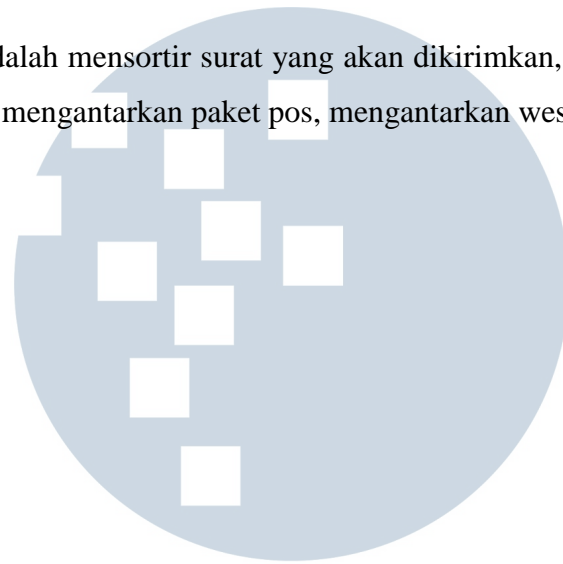 dalah mensortir surat yang akan dikirimkan,
mengantarkan paket pos, mengantarkan wes